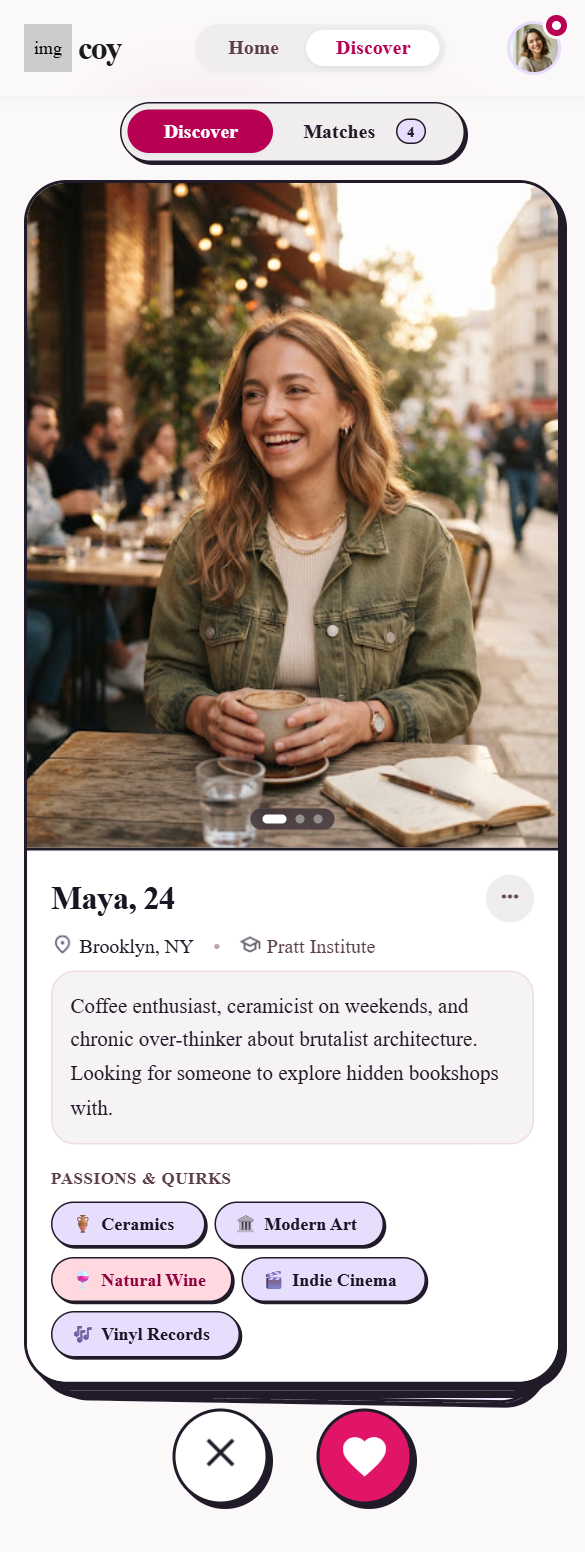 img coy Home Discover
Discover Matches 4
Maya, 24
Brooklyn, NY • Pratt Institute
Coffee enthusiast, ceramicist on weekends, and
chronic over-thinker about brutalist architecture.
Looking for someone to explore hidden bookshops
with.
PASSIONS & QUIRKS
🏺 Ceramics 🏛️ Modern Art
🍷 Natural Wine 🎬 Indie Cinema
🎶 Vinyl Records